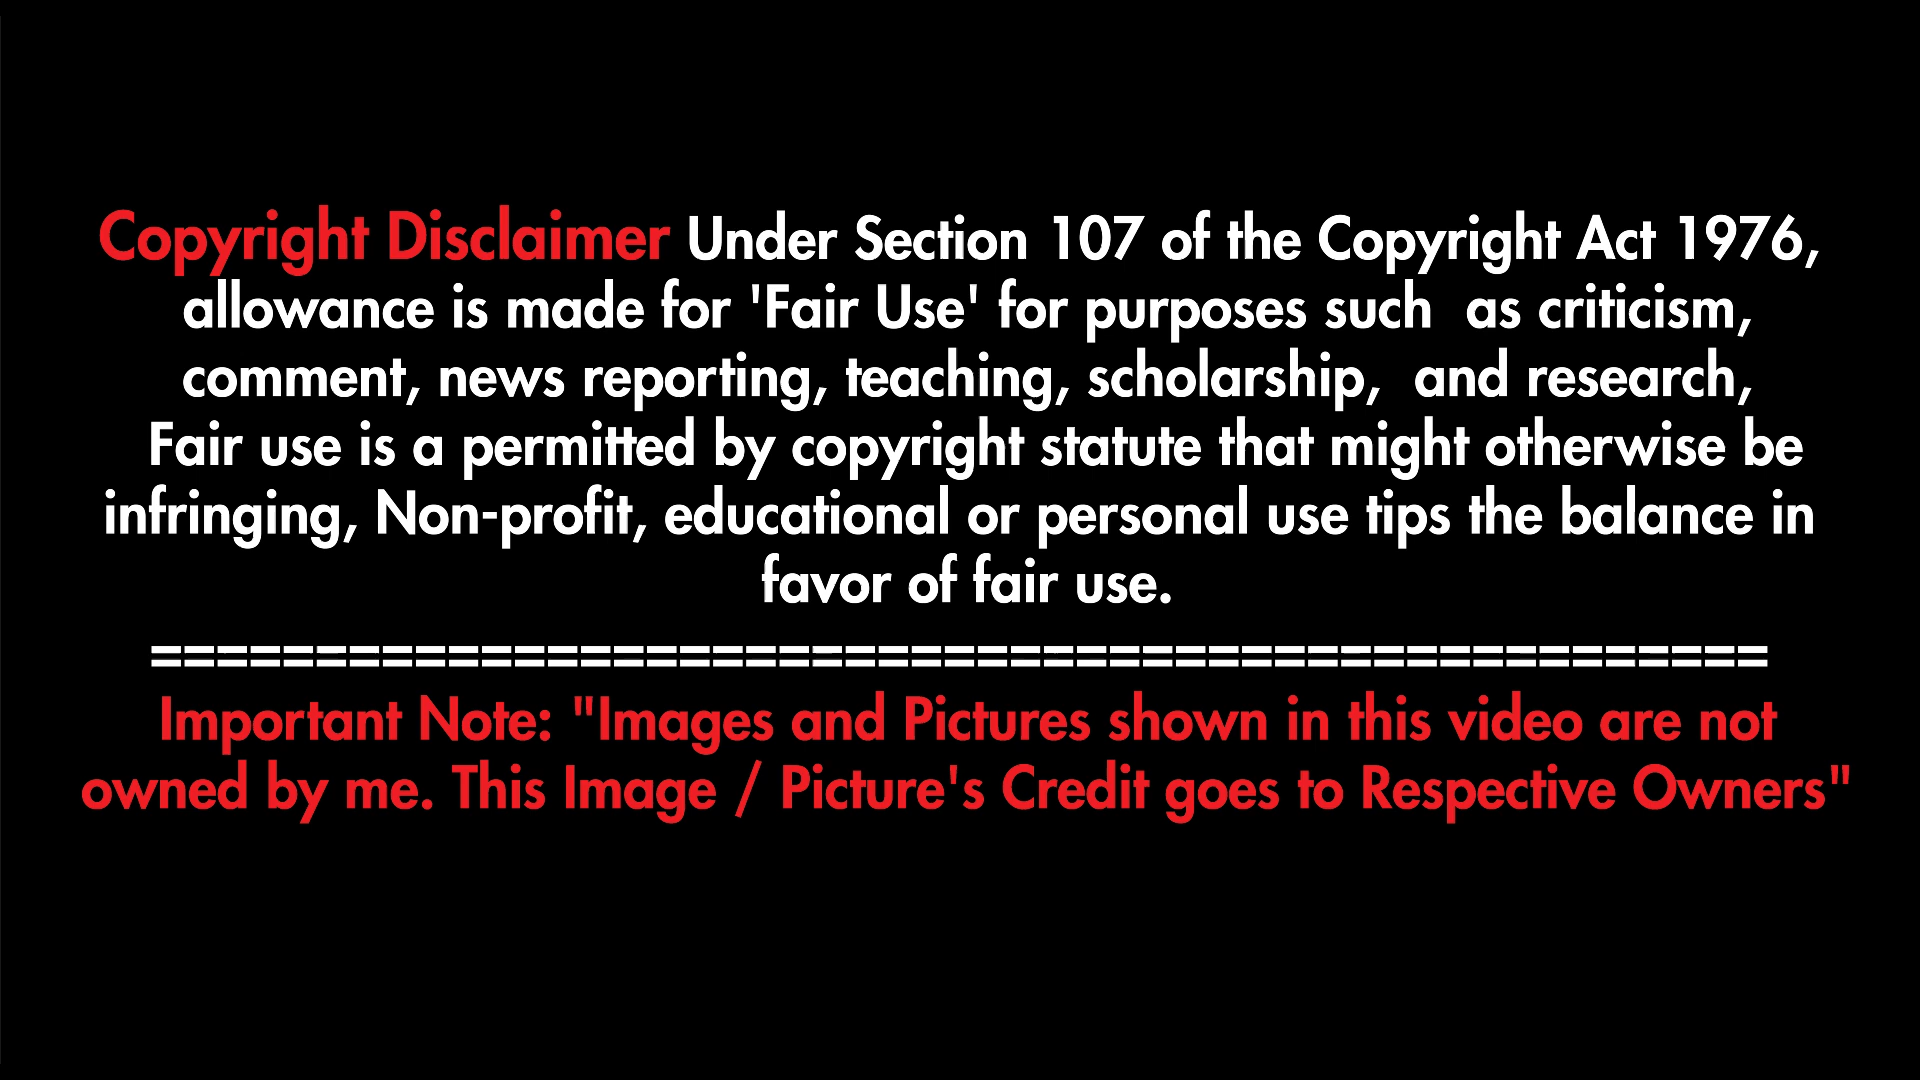 Copyright Disclaimer Under Section 107 of the Copyright Act 1976,
allowance is made for 'Fair Use' for purposes such  as criticism,
comment, news reporting, teaching, scholarship,  and research,
Fair use is a permitted by copyright statute that might otherwise be
infringing, Non-profit, educational or personal use tips the balance in
favor of fair use.
=================================================
Important Note: "Images and Pictures shown in this video are not
owned by me. This Image / Picture's Credit goes to Respective Owners"